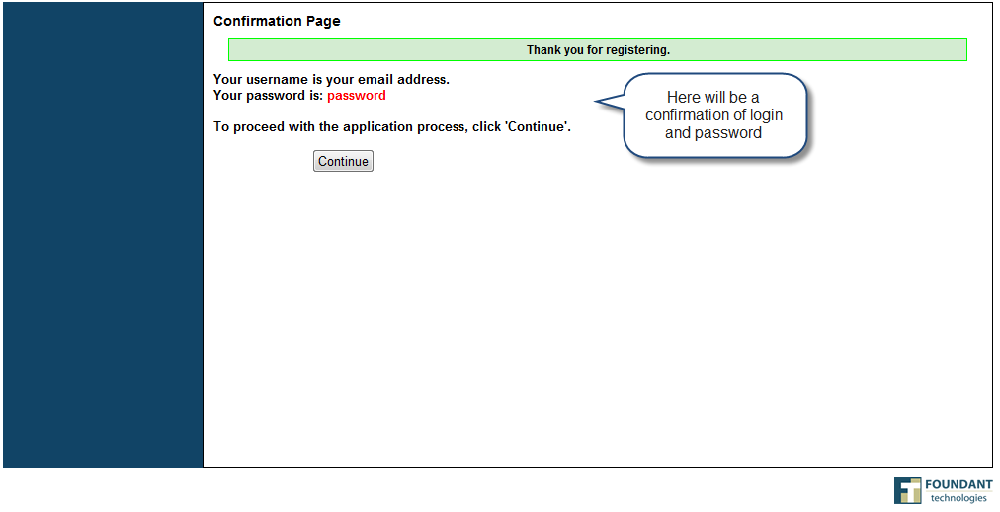 Confirmation Page
Thank you for registering.
Your username is your email address.
Your password is: password
Here will be a
confirmation of login
and password
To proceed with the application process, click 'Continue'.
Continue
FT FOUNDANT
technologies